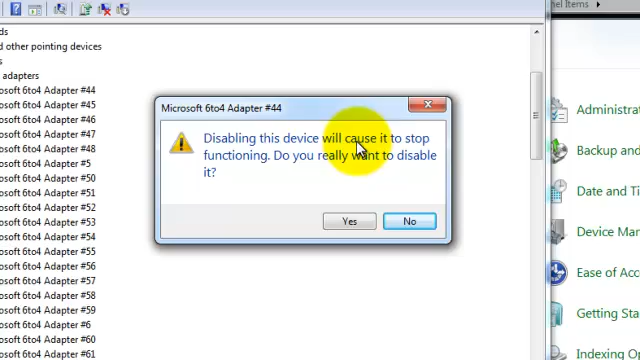 nel Items
ds
nd other pointing devices
s
adapters
osoft 6to4 Adapter #44
osoft 6to4 Adapter #45
osoft 6to4 Adapter #46
osoft 6to4 Adapter #47
osoft 6to4 Adapter #48
osoft 6to4 Adapter #5
osoft 6to4 Adapter #50
osoft 6to4 Adapter #51
osoft 6to4 Adapter #52
osoft 6to4 Adapter #53
osoft 6to4 Adapter #54
osoft 6to4 Adapter #55
osoft 6to4 Adapter #56
osoft 6to4 Adapter #57
osoft 6to4 Adapter #58
osoft 6to4 Adapter #59
osoft 6to4 Adapter #6
osoft 6to4 Adapter #60
osoft 6to4 Adapter #61
Microsoft 6to4 Adapter #44
Disabling this device will cause it to stop
functioning. Do you really want to disable
it?
Yes
No
Administra
Backup and
Date and Ti
Device Man
Ease of Acc
Getting Sta